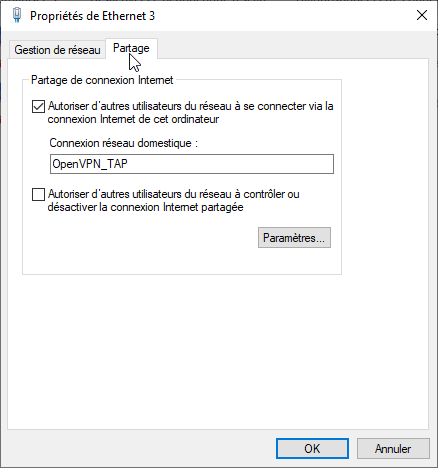 Propriétés de Ethernet 3
Gestion de réseau
Partage
Partage de connexion Internet
Autoriser d'autres utilisateurs du réseau à se connecter via la
connexion Internet de cet ordinateur
Connexion réseau domestique :
OpenVPN_TAP
Autoriser d'autres utilisateurs du réseau à contrôler ou
désactiver la connexion Internet partagée
Paramètres...
OK
Annuler